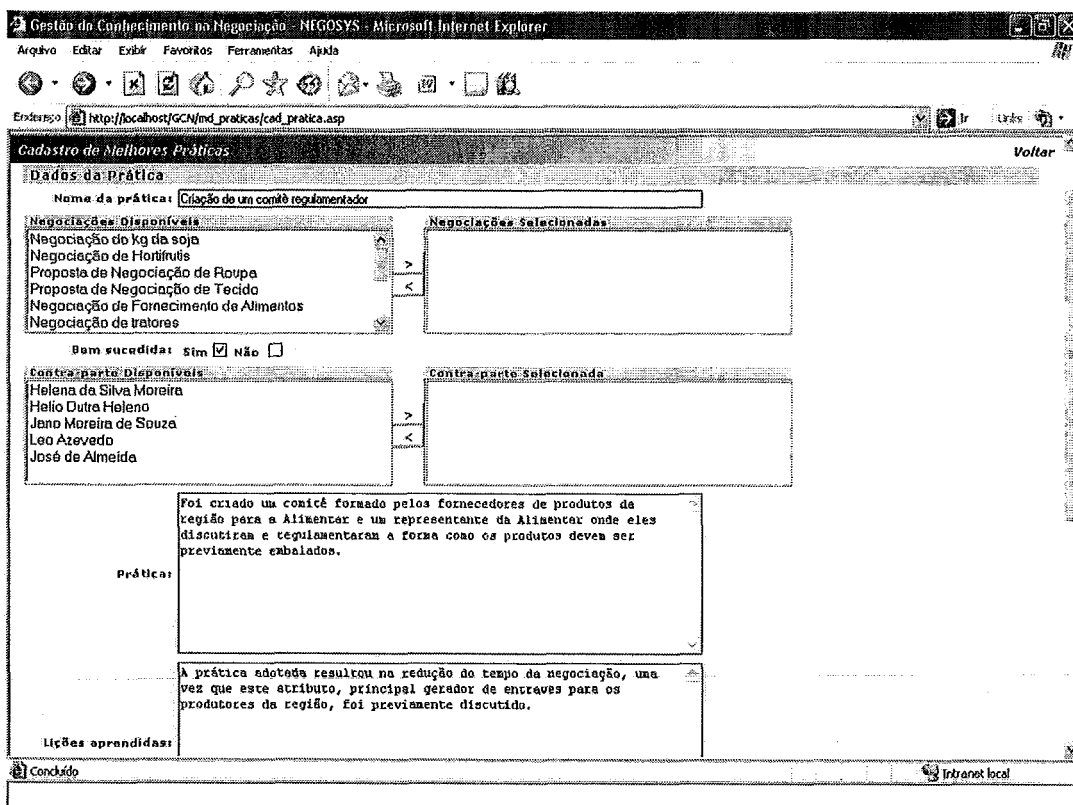 Gestão do Conhecimento na Negociação - NEGOSYS - Microsoft Internet Explorer
Arquivo Editar Exibir Favoritos Ferramentas Ajuda
Endereço http://localhost/GCN/md_praticas/cad_pratica.asp Ir Links
Cadastro de Melhores Práticas Voltar
Dados da Prática
Nome da prática: Criação de um comitê regulamentador
Negociações Disponíveis Negociações Selecionadas
Negociação do kg da soja
Negociação de Hortifrutis
Proposta de Negociação de Roupa
>
Proposta de Negociação de Tecido
<
Negociação de Fornecimento de Alimentos
Negociação de tratores
Bem sucedida: Sim Não
Contra-parte Disponíveis Contra-parte Selecionada
Helena da Silva Moreira
Helio Dutra Heleno
Jano Moreira de Souza
>
Leo Azevedo
<
José de Almeida
Foi criado um comitê formado pelos fornecedores de produtos da
região para a Alimentar e um representante da Alimentar onde eles
discutiram e regulamentaram a forma como os produtos devem ser
previamente embalados.
Prática:
A prática adotada resultou na redução do tempo da negociação, uma
vez que este atributo, principal gerador de entraves para os
produtores da região, foi previamente discutido.
Lições aprendidas:
Concluído Intranet local